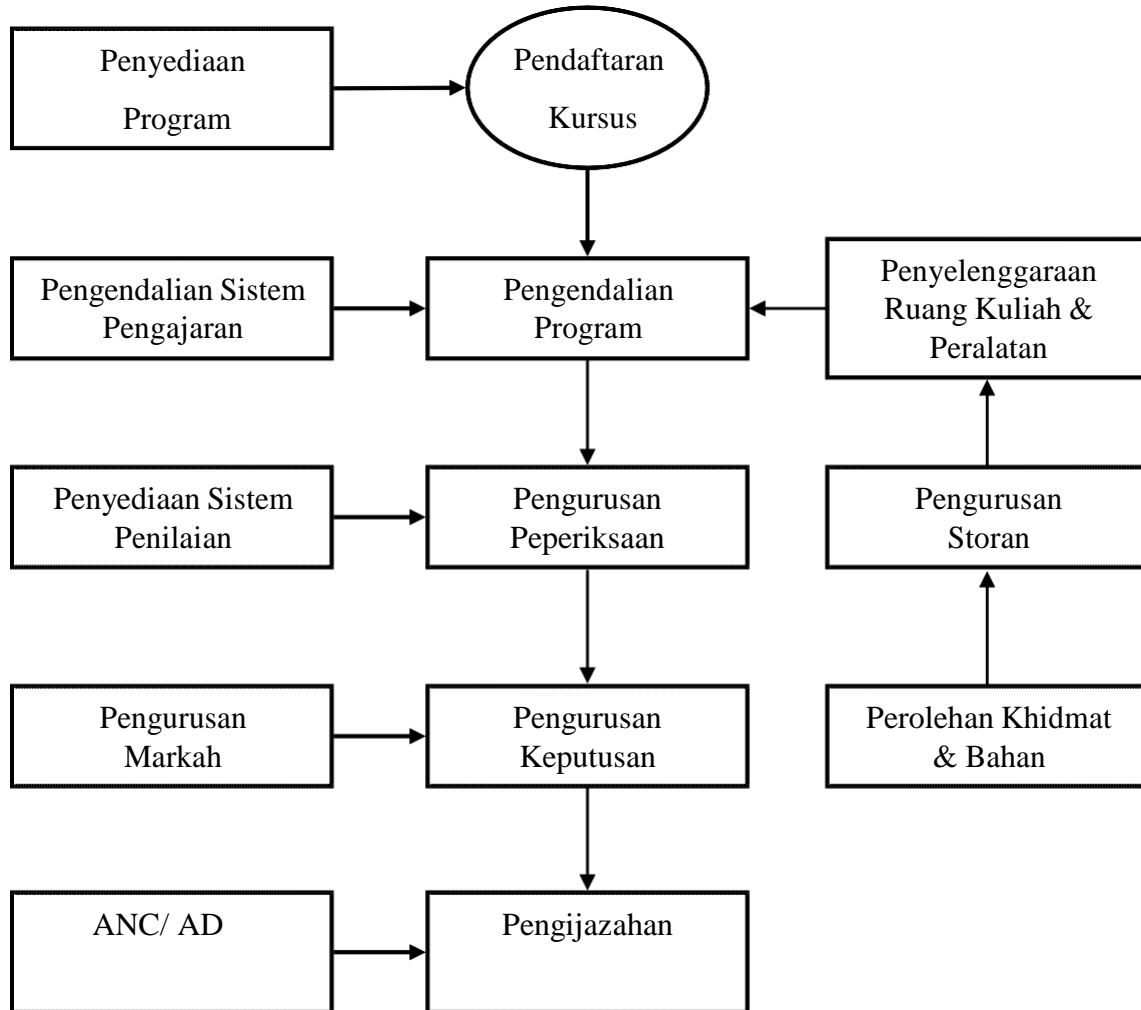 Penyediaan
Program
Pendaftaran
Kursus
Pengendalian Sistem
Pengajaran
Pengendalian
Program
Penyelenggaraan
Ruang Kuliah &
Peralatan
Penyediaan Sistem
Penilaian
Pengurusan
Peperiksaan
Pengurusan
Storan
Pengurusan
Markah
Pengurusan
Keputusan
Perolehan Khidmat
& Bahan
ANC/ AD
Pengijazahan